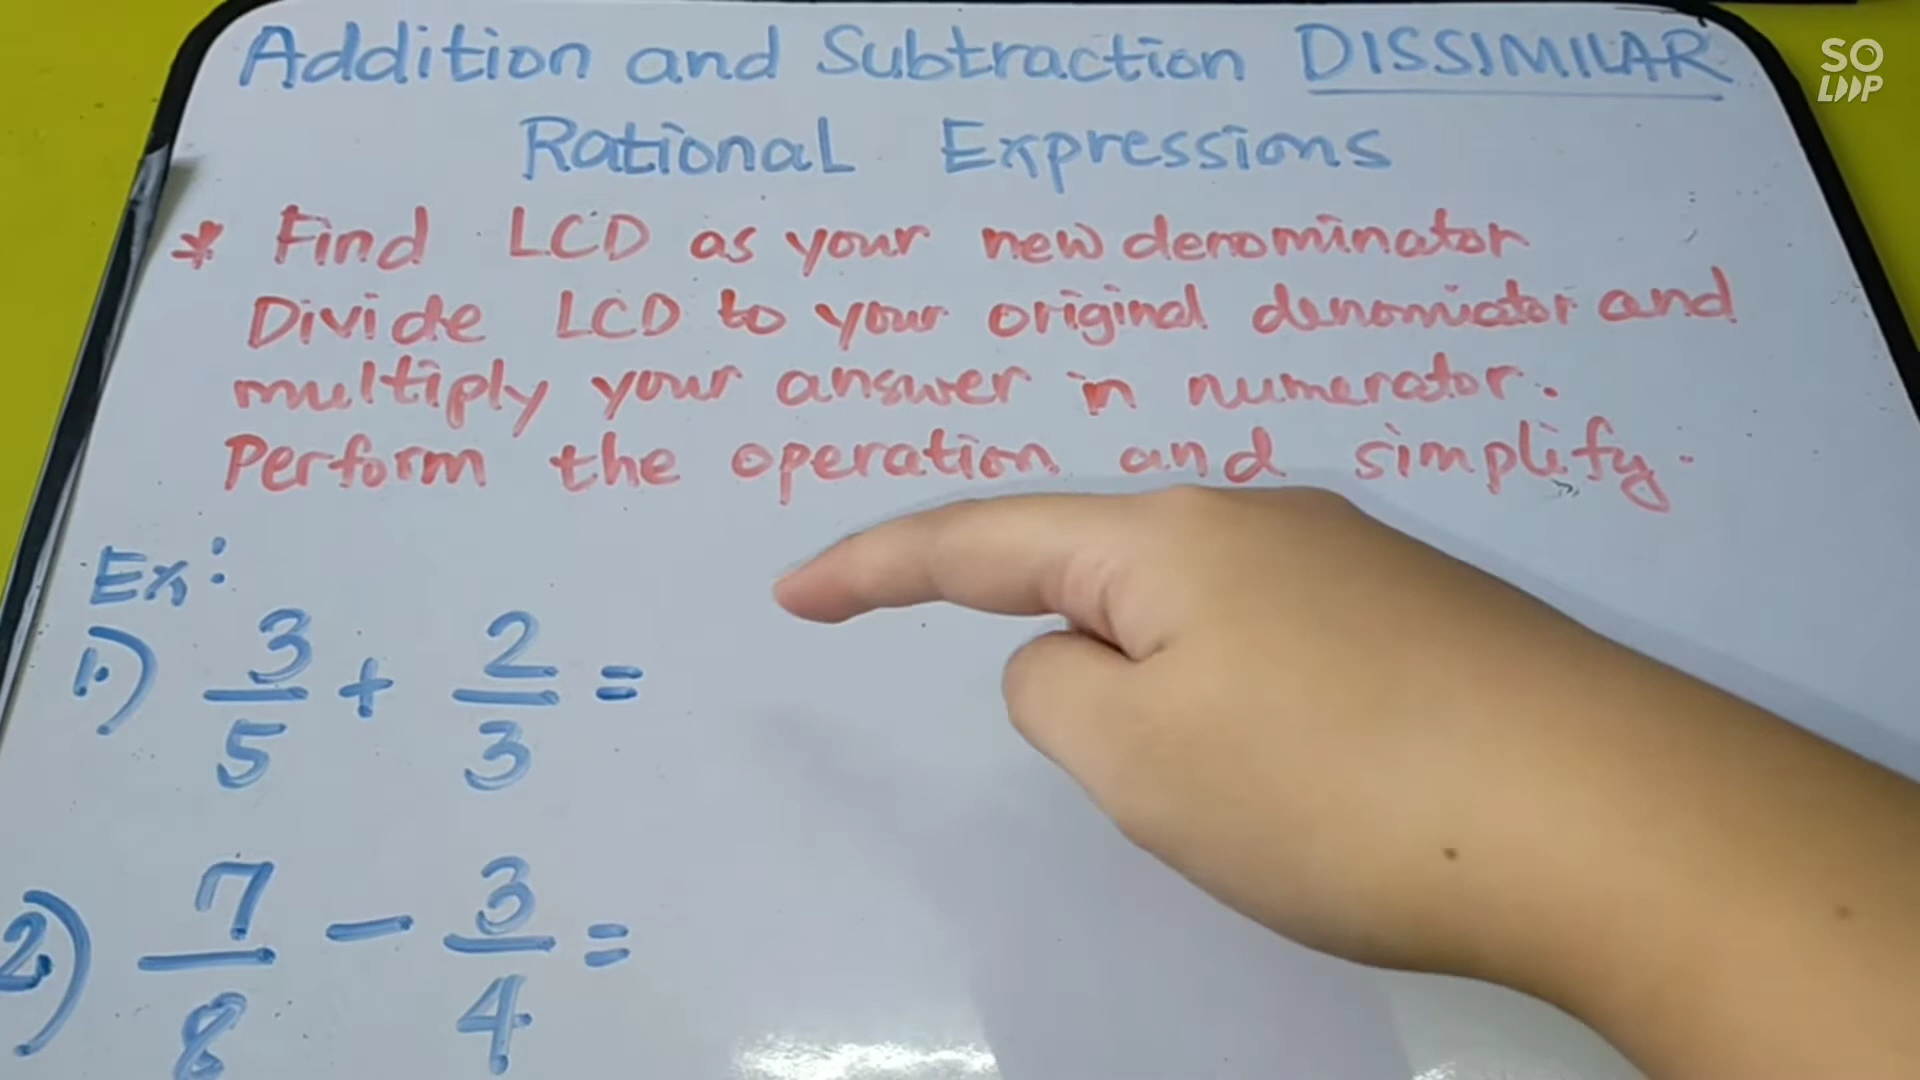 Addition and Subtraction DISSIMILAR
Rational Expressions
* Find LCD as your new denominator
Divide LCD to your original denomiator and
multiply your answer in numerator.
Perform the operation and simplify.
Ex:
1.) 3/5 + 2/3 =
2) 7/8 - 3/4 =
SO
LOOP